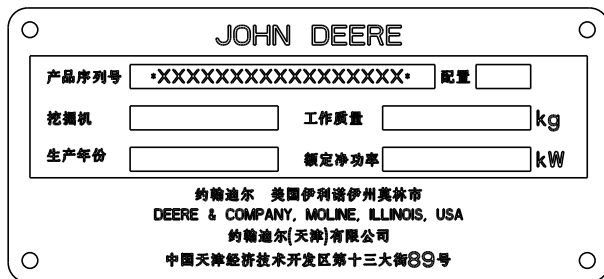 JOHN DEERE
产品序列号 *XXXXXXXXXXXXXXXXX* 配置
挖掘机 工作质量 kg
生产年份 额定净功率 kW
约翰迪尔 美国伊利诺伊州莫林市
DEERE & COMPANY, MOLINE, ILLINOIS, USA
约翰迪尔(天津)有限公司
中国天津经济技术开发区第十三大街89号